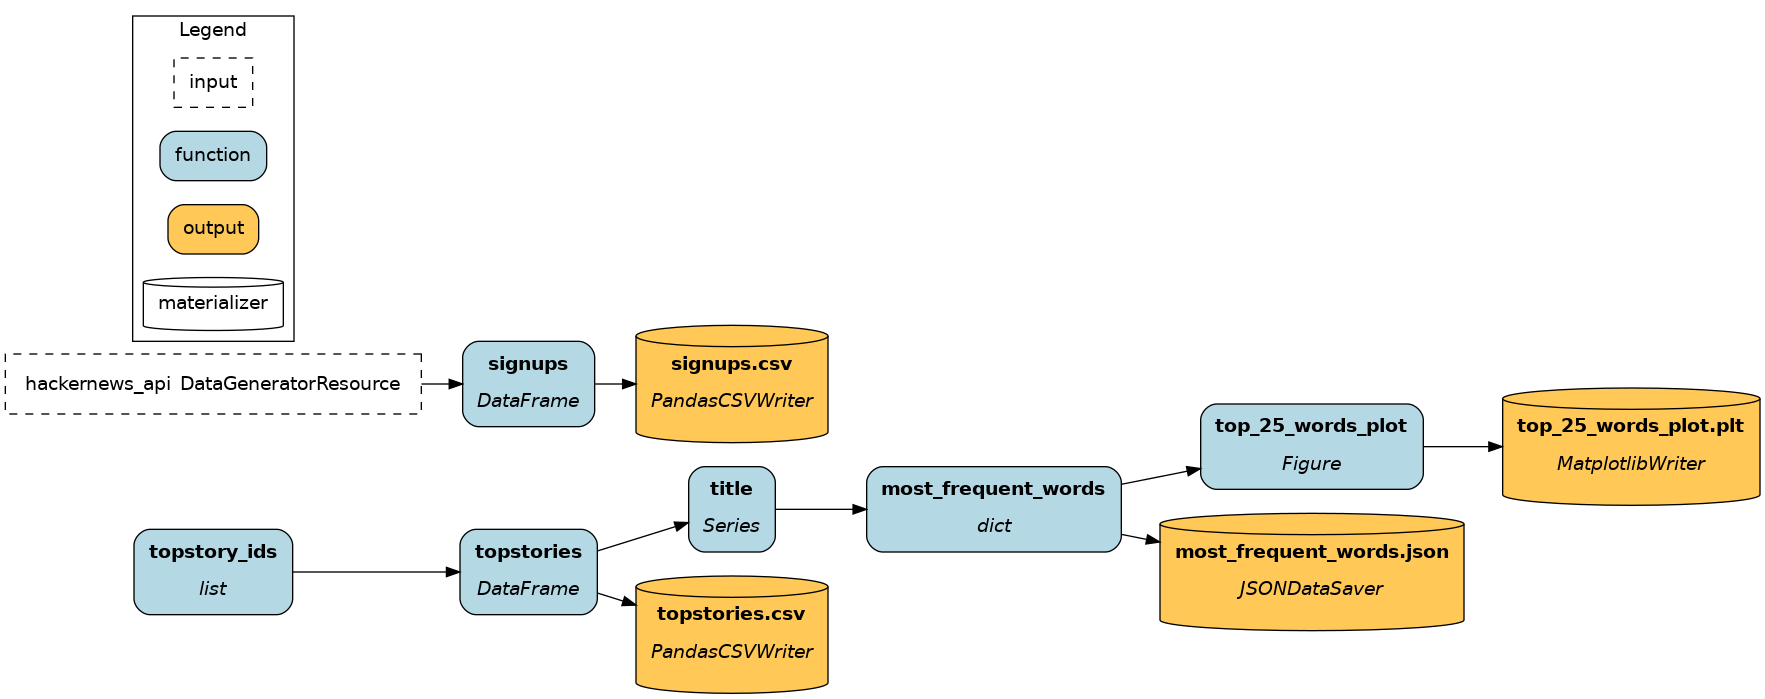 Legend
input
function
output
materializer
hackernews_api DataGeneratorResource
signups
DataFrame
signups.csv
PandasCSVWriter
topstory_ids
list
topstories
DataFrame
title
Series
topstories.csv
PandasCSVWriter
most_frequent_words
dict
top_25_words_plot
Figure
most_frequent_words.json
JSONDataSaver
top_25_words_plot.plt
MatplotlibWriter